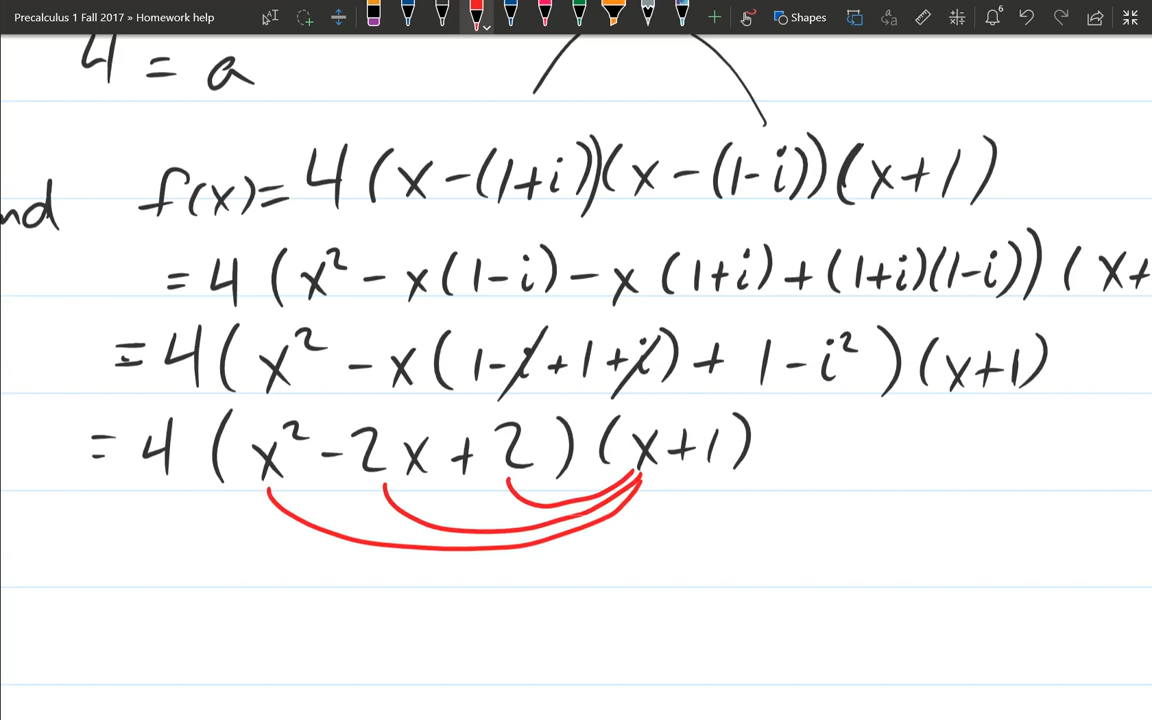 Precalculus 1 Fall 2017 » Homework help
Shapes
6
4 = a
nd f(x)= 4(x-(1+i))(x-(1-i))(x+1)
= 4 (x² - x(1-i) - x (1+i) + (1+i)(1-i)) (x+
= 4(x² - x(1-i+1+i) + 1-i²)(x+1)
= 4 (x² - 2x + 2)(x+1)